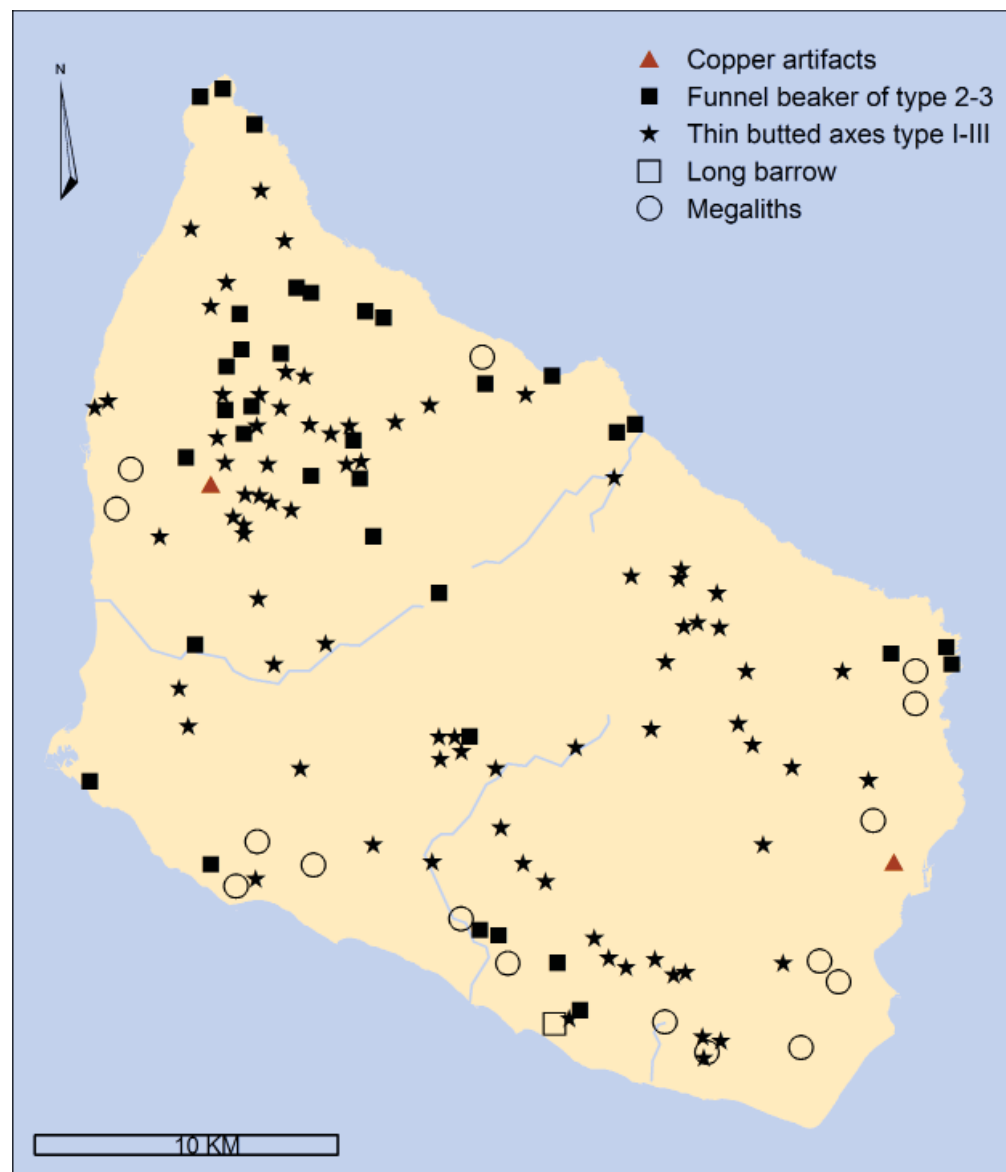 N
Copper artifacts
Funnel beaker of type 2-3
Thin butted axes type I-III
Long barrow
Megaliths
10 KM